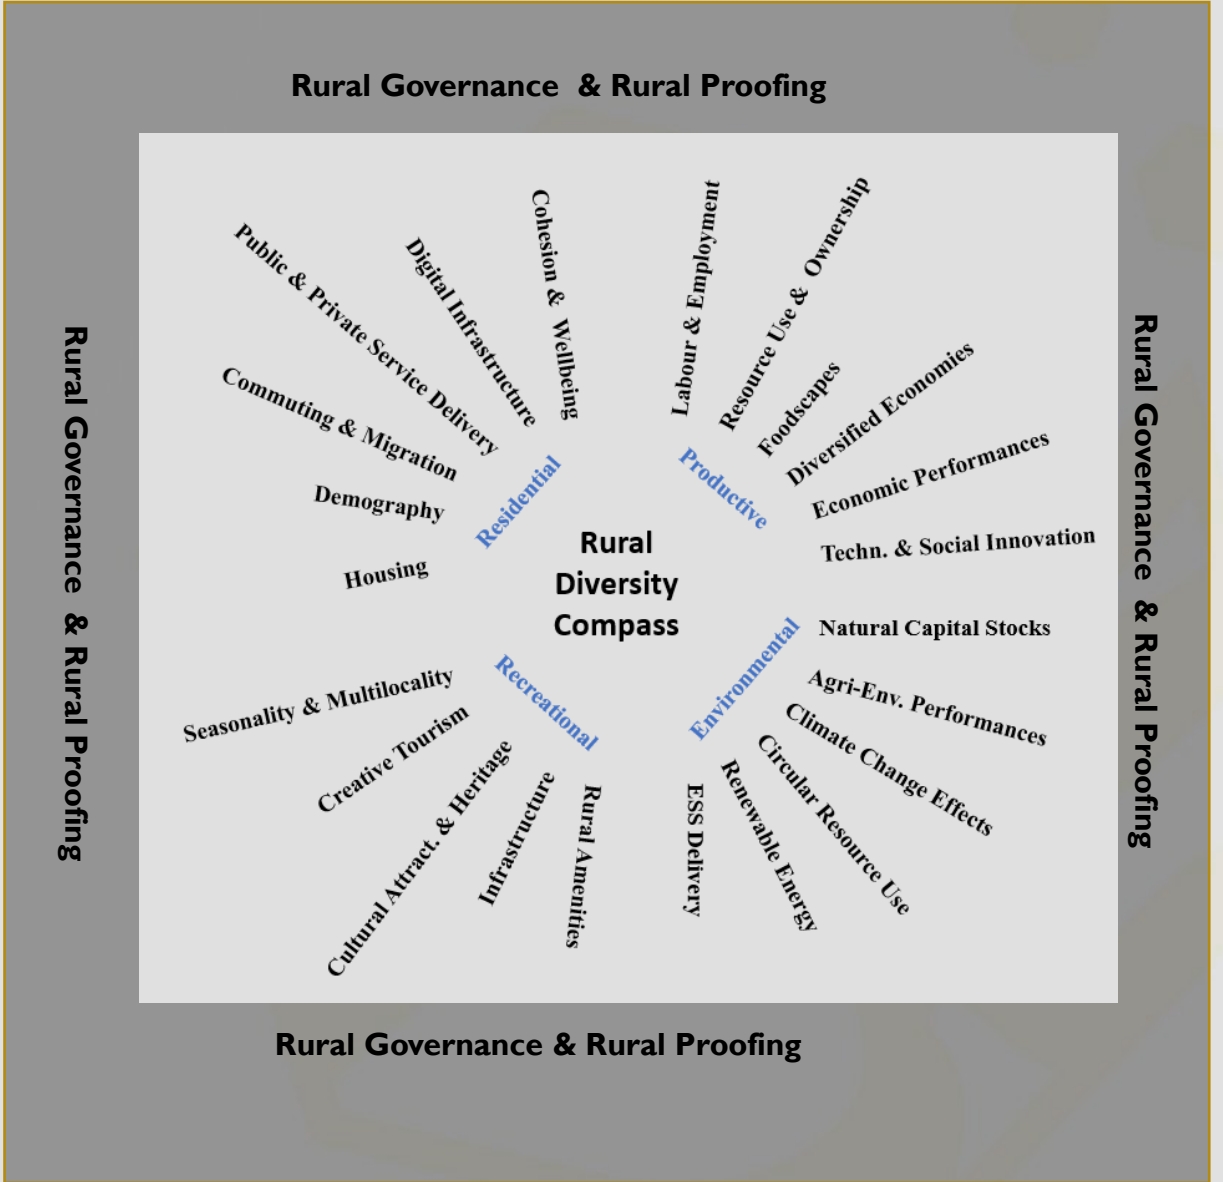 Rural Governance & Rural Proofing
Rural Governance & Rural Proofing
Cohesion & Wellbeing
Digital Infrastructure
Public & Private Service Delivery
Commuting & Migration
Demography
Housing
Residential
Labour & Employment
Resource Use & Ownership
Foodscapes
Diversified Economies
Economic Performances
Techn. & Social Innovation
Productive
Rural
Diversity
Compass
Recreational
Seasonality & Multilocality
Creative Tourism
Cultural Attract. & Heritage
Infrastructure
Rural Amenities
Environmental
Natural Capital Stocks
Agri-Env. Performances
Climate Change Effects
Circular Resource Use
Renewable Energy
ESS Delivery
Rural Governance & Rural Proofing
Rural Governance & Rural Proofing